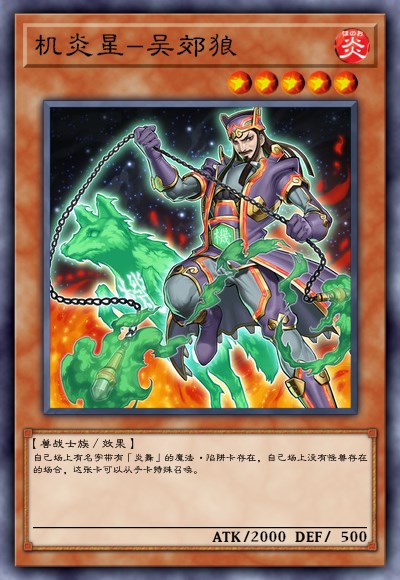 机炎星-吴郊狼
ほのお
炎
【兽战士族／效果】
自己场上有名字带有「炎舞」的魔法·陷阱卡存在，自己场上没有怪兽存在
的场合，这张卡可以从手卡特殊召唤。
ATK/2000 DEF/ 500